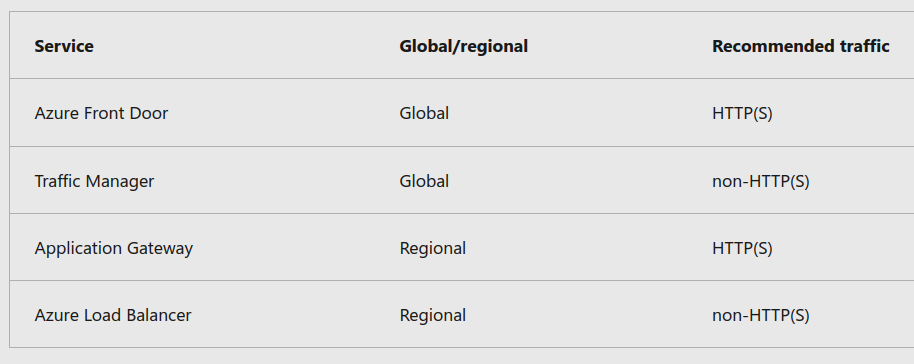 Service Global/regional Recommended traffic
Azure Front Door Global HTTP(S)
Traffic Manager Global non-HTTP(S)
Application Gateway Regional HTTP(S)
Azure Load Balancer Regional non-HTTP(S)